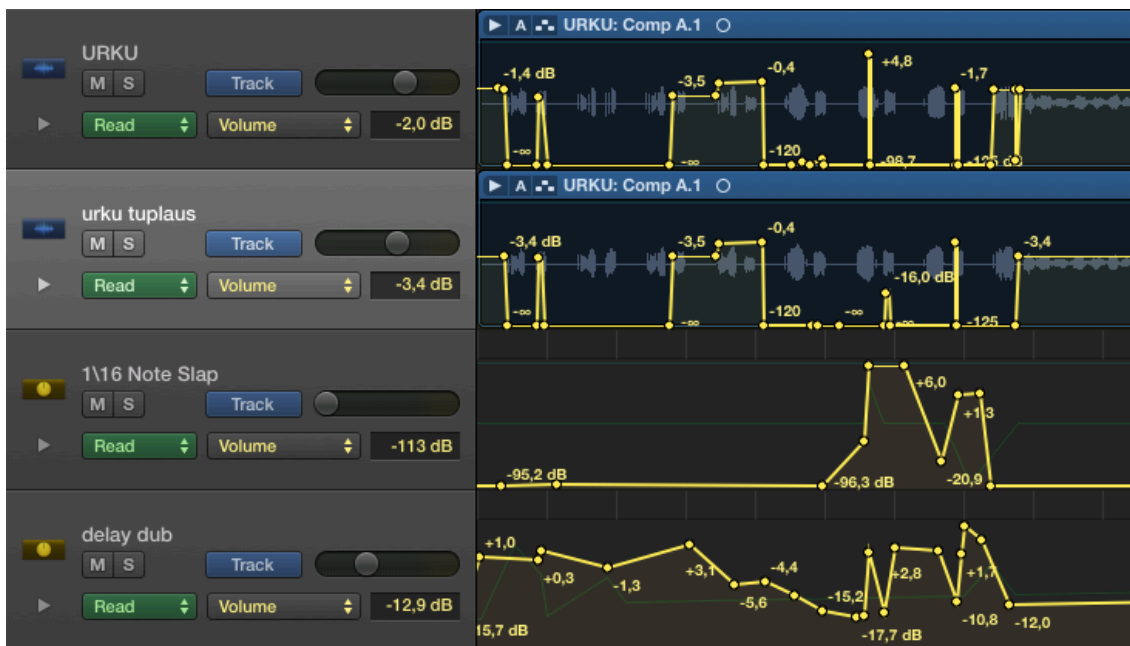 URKU
M S Track
Read Volume -2,0 dB
A URKU: Comp A.1
-1,4 dB -3,5 -0,4 +4,8 -1,7
-∞ -∞ -120 -98,7 -125 dB
urku tuplaus
M S Track
Read Volume -3,4 dB
A URKU: Comp A.1
-3,4 dB -3,5 -0,4 -16,0 dB -3,4
-∞ -∞ -120 -∞ -∞ -125
1\16 Note Slap
M S Track
Read Volume -113 dB
+6,0
+1,3
-95,2 dB -96,3 dB -20,9
delay dub
M S Track
Read Volume -12,9 dB
+1,0 +0,3 -1,3 +3,1 -4,4 +2,8 +1,7
-5,6 -15,2 -10,8 -12,0
15,7 dB -17,7 dB